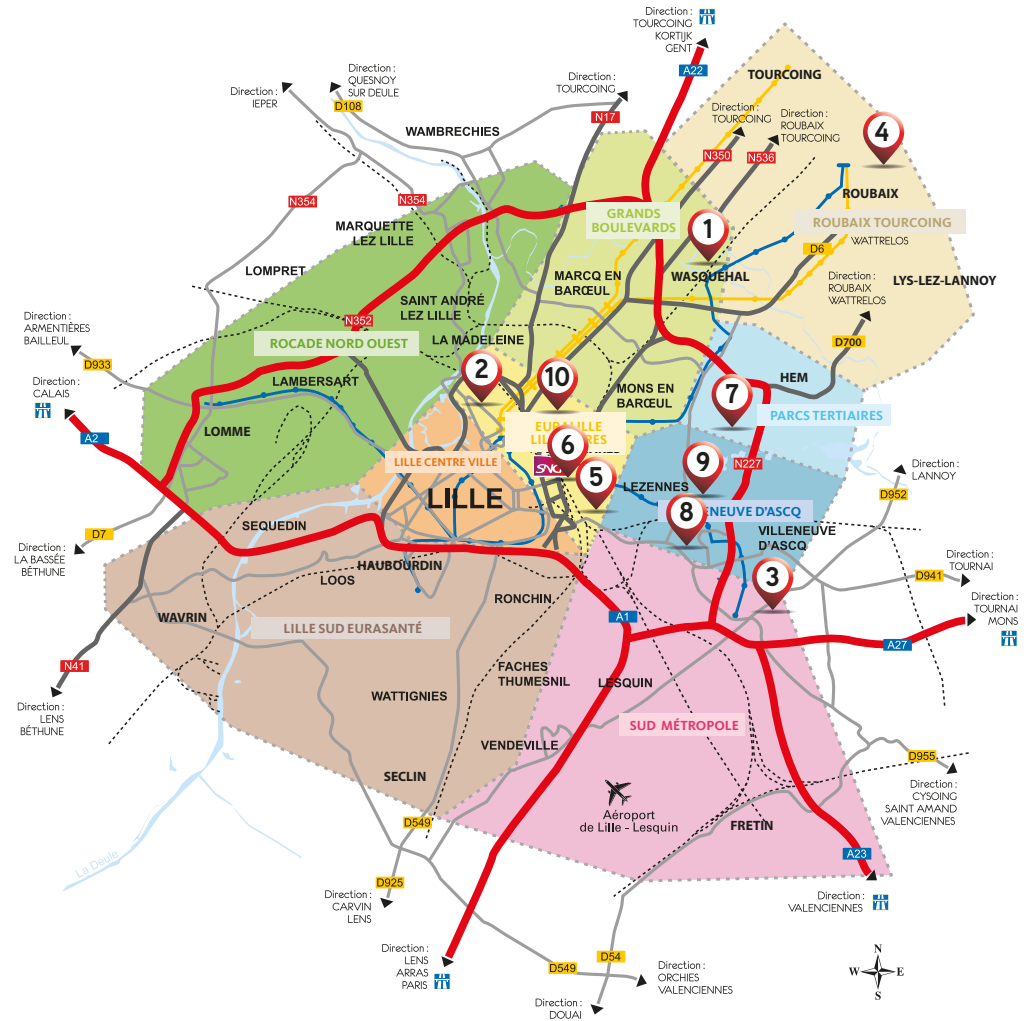 Direction :
TOURCOING
KORTIJK
GENT
A22
TOURCOING
Direction :
QUESNOY
SUR DEULE
Direction :
IEPER
D108
Direction :
TOURCOING
N17
WAMBRECHIES
Direction :
TOURCOING
Direction :
ROUBAIX
TOURCOING
N350
N536
4
ROUBAIX
ROUBAIX TOURCOING
WATTRELOS
D6
N354
N354
GRANDS
BOULEVARDS
1
MARQUETTE
LEZ LILLE
LOMPRET
MARCQ EN
BARŒUL
WASQUEHAL
Direction :
ROUBAIX
WATTRELOS
LYS-LEZ-LANNOY
SAINT ANDRÉ
LEZ LILLE
N352
ROCADE NORD OUEST
LA MADELEINE
Direction :
ARMENTIÈRES
BAILLEUL
D933
D700
Direction :
CALAIS
A2
LAMBERSART
2
10
MONS EN
BARŒUL
HEM
7
PARCS TERTIAIRES
LOMME
LILLE CENTRE VILLE
6
5
LILLE
LEZENNES
9
N227
8
VILLENEUVE
D'ASCQ
Direction :
LANNOY
D952
D7
Direction :
LA BASSÉE
BÉTHUNE
SEQUEDIN
LOOS
HAUBOURDIN
3
D941
Direction :
TOURNAI
Direction :
TOURNAI
MONS
A27
WAVRIN
RONCHIN
A1
LILLE SUD EURASANTÉ
N41
Direction :
LENS
BÉTHUNE
FACHES
THUMESNIL
LESQUIN
WATTIGNIES
SUD MÉTROPOLE
VENDEVILLE
SECLIN
D955
Direction :
CYSOING
SAINT AMAND
VALENCIENNES
Aéroport
de Lille - Lesquin
FRETIN
D549
A23
La Deule
D925
Direction :
CARVIN
LENS
Direction :
VALENCIENNES
Direction :
LENS
ARRAS
PARIS
D549
D54
Direction :
ORCHIES
VALENCIENNES
Direction :
DOUAI
N
W
E
S